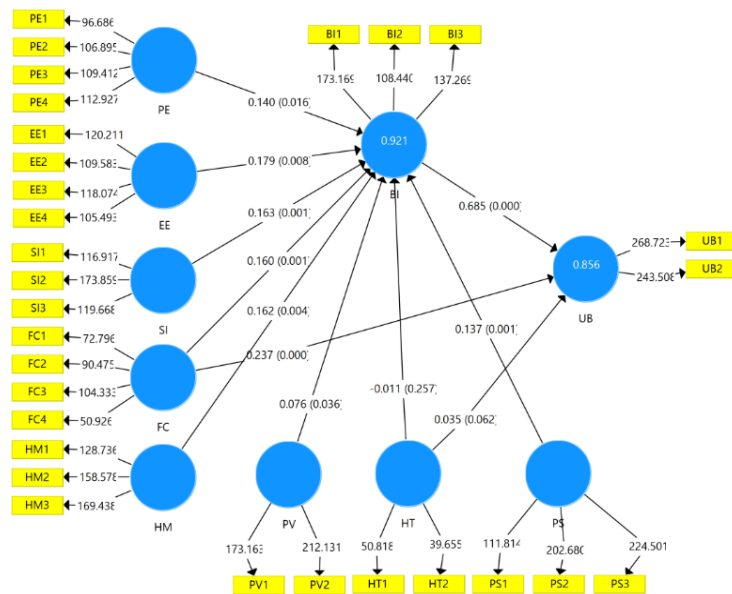 PE1
96.686
PE2
106.895
PE3
109.412
PE4
112.927
PE
0.140 (0.016)
EE1
120.211
EE2
109.583
EE3
118.074
EE4
105.493
EE
0.179 (0.008)
SI1
116.917
SI2
173.859
SI3
119.668
SI
0.163 (0.001)
FC1
72.796
FC2
90.475
FC3
104.333
FC4
50.926
FC
0.160 (0.001)
0.237 (0.000)
HM1
128.736
HM2
158.578
HM3
169.438
HM
0.162 (0.004)
BI1
BI2
BI3
173.169
108.440
137.269
0.921
BI
0.685 (0.000)
0.856
UB
268.723
UB1
243.506
UB2
0.076 (0.036)
-0.011 (0.257)
0.035 (0.062)
0.137 (0.001)
PV
HT
PS
173.163
212.131
50.818
39.655
111.814
202.680
224.501
PV1
PV2
HT1
HT2
PS1
PS2
PS3